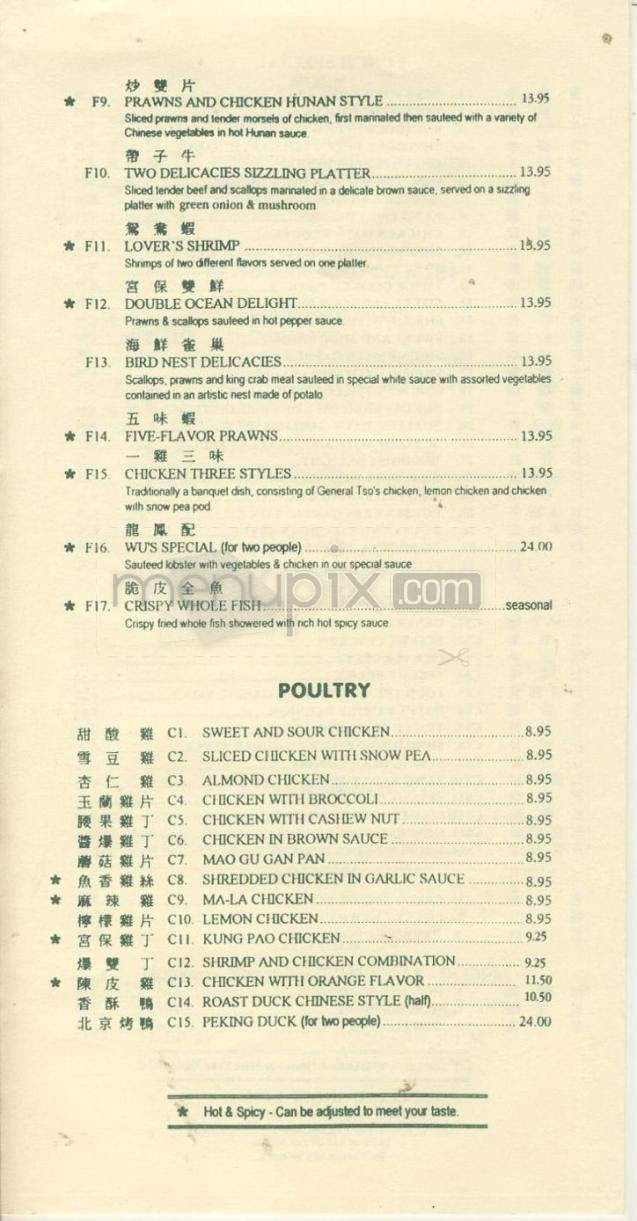 炒 雙 片
* F9. PRAWNS AND CHICKEN HUNAN STYLE ................................ 13.95
Sliced prawns and tender morsels of chicken, first marinated then sauteed with a variety of
Chinese vegetables in hot Hunan sauce.
帶 子 牛
F10. TWO DELICACIES SIZZLING PLATTER.................................... 13.95
Sliced tender beef and scallops marinated in a delicate brown sauce, served on a sizzling
platter with green onion & mushroom
鴛 鴦 蝦
* F11. LOVER'S SHRIMP .................................................................... 13.95
Shrimps of two different flavors served on one platter.
宮 保 雙 鮮
* F12. DOUBLE OCEAN DELIGHT....................................................... 13.95
Prawns & scallops sauteed in hot pepper sauce.
海 鮮 雀 巢
F13. BIRD NEST DELICACIES........................................................... 13.95
Scallops, prawns and king crab meat sauteed in special white sauce with assorted vegetables
contained in an artistic nest made of potato
五 味 蝦
* F14. FIVE-FLAVOR PRAWNS............................................................ 13.95
一 雞 三 味
* F15. CHICKEN THREE STYLES ........................................................ 13.95
Traditionally a banquet dish, consisting of General Tso's chicken, lemon chicken and chicken
with snow pea pod.
龍 鳳 配
* F16. WU'S SPECIAL (for two people) ...................................................... 24.00
Sauteed lobster with vegetables & chicken in our special sauce
脆 皮 全 魚
* F17. CRISPY WHOLE FISH.............................................................seasonal
Crispy fried whole fish showered with rich hot spicy sauce
menupix.com
POULTRY
甜 酸 雞 C1. SWEET AND SOUR CHICKEN..................................8.95
雪 豆 雞 C2. SLICED CHICKEN WITH SNOW PEA........................8.95
杏 仁 雞 C3 ALMOND CHICKEN.................................................8.95
玉 蘭 雞 片 C4. CHICKEN WITH BROCCOLI.....................................8.95
腰 果 雞 丁 C5. CHICKEN WITH CASHEW NUT ................................8.95
醬 爆 雞 丁 C6. CHICKEN IN BROWN SAUCE ..................................8.95
蘑 菇 雞 片 C7. MAO GU GAN PAN ..................................................8.95
* 魚 香 雞 絲 C8. SHREDDED CHICKEN IN GARLIC SAUCE ..............8.95
* 麻 辣 雞 C9. MA-LA CHICKEN .....................................................8.95
檸 檬 雞 片 C10. LEMON CHICKEN....................................................8.95
* 宮 保 雞 丁 C11. KUNG PAO CHICKEN..............................................9.25
爆 雙 丁 C12. SHRIMP AND CHICKEN COMBINATION ................ 9.25
* 陳 皮 雞 C13. CHICKEN WITH ORANGE FLAVOR ........................ 11.50
香 酥 鴨 C14. ROAST DUCK CHINESE STYLE (half)....................... 10.50
北 京 烤 鴨 C15. PEKING DUCK (for two people).................................. 24.00
* Hot & Spicy - Can be adjusted to meet your taste.